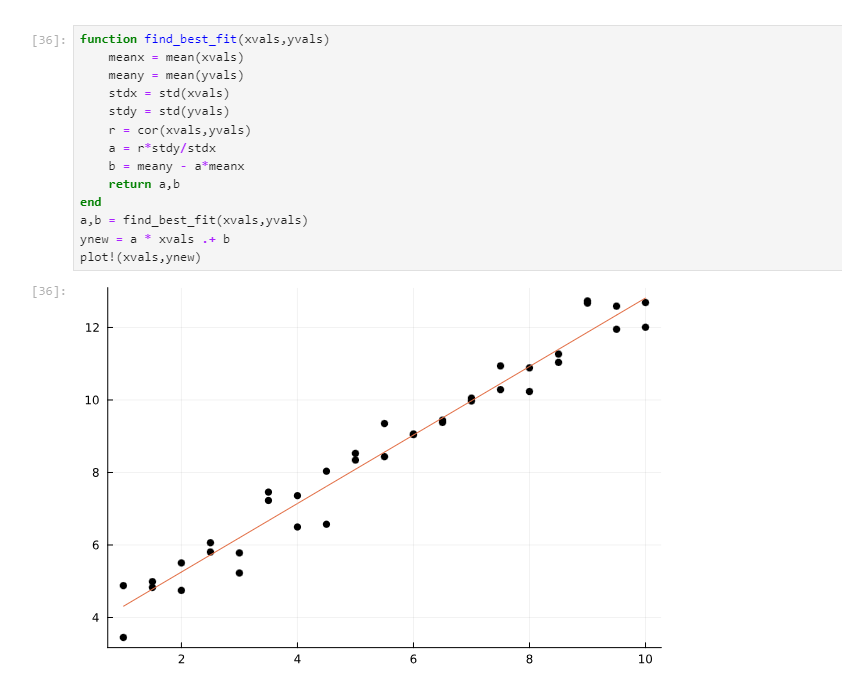 [36]: function find_best_fit(xvals,yvals)
    meanx = mean(xvals)
    meany = mean(yvals)
    stdx = std(xvals)
    stdy = std(yvals)
    r = cor(xvals,yvals)
    a = r*stdy/stdx
    b = meany - a*meanx
    return a,b
end
a,b = find_best_fit(xvals,yvals)
ynew = a * xvals .+ b
plot!(xvals,ynew)
[36]:
12
10
8
6
4
2 4 6 8 10